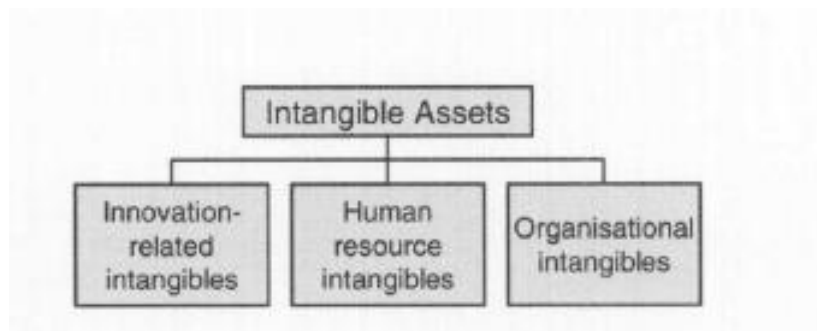 Intangible Assets
Innovation-
related
intangibles
Human
resource
intangibles
Organisational
intangibles